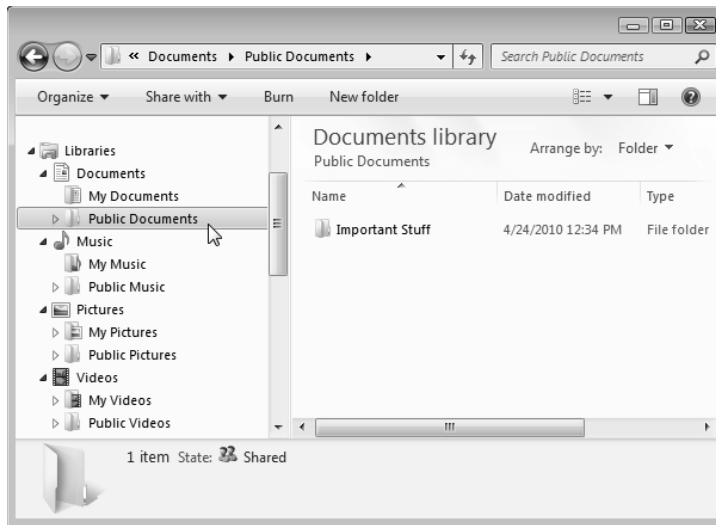 « Documents Public Documents
Search Public Documents
Organize Share with Burn New folder
Libraries
Documents
My Documents
Public Documents
Music
My Music
Public Music
Pictures
My Pictures
Public Pictures
Videos
My Videos
Public Videos
Documents library
Public Documents
Arrange by: Folder
Name Date modified Type
Important Stuff 4/24/2010 12:34 PM File folder
1 item State: Shared